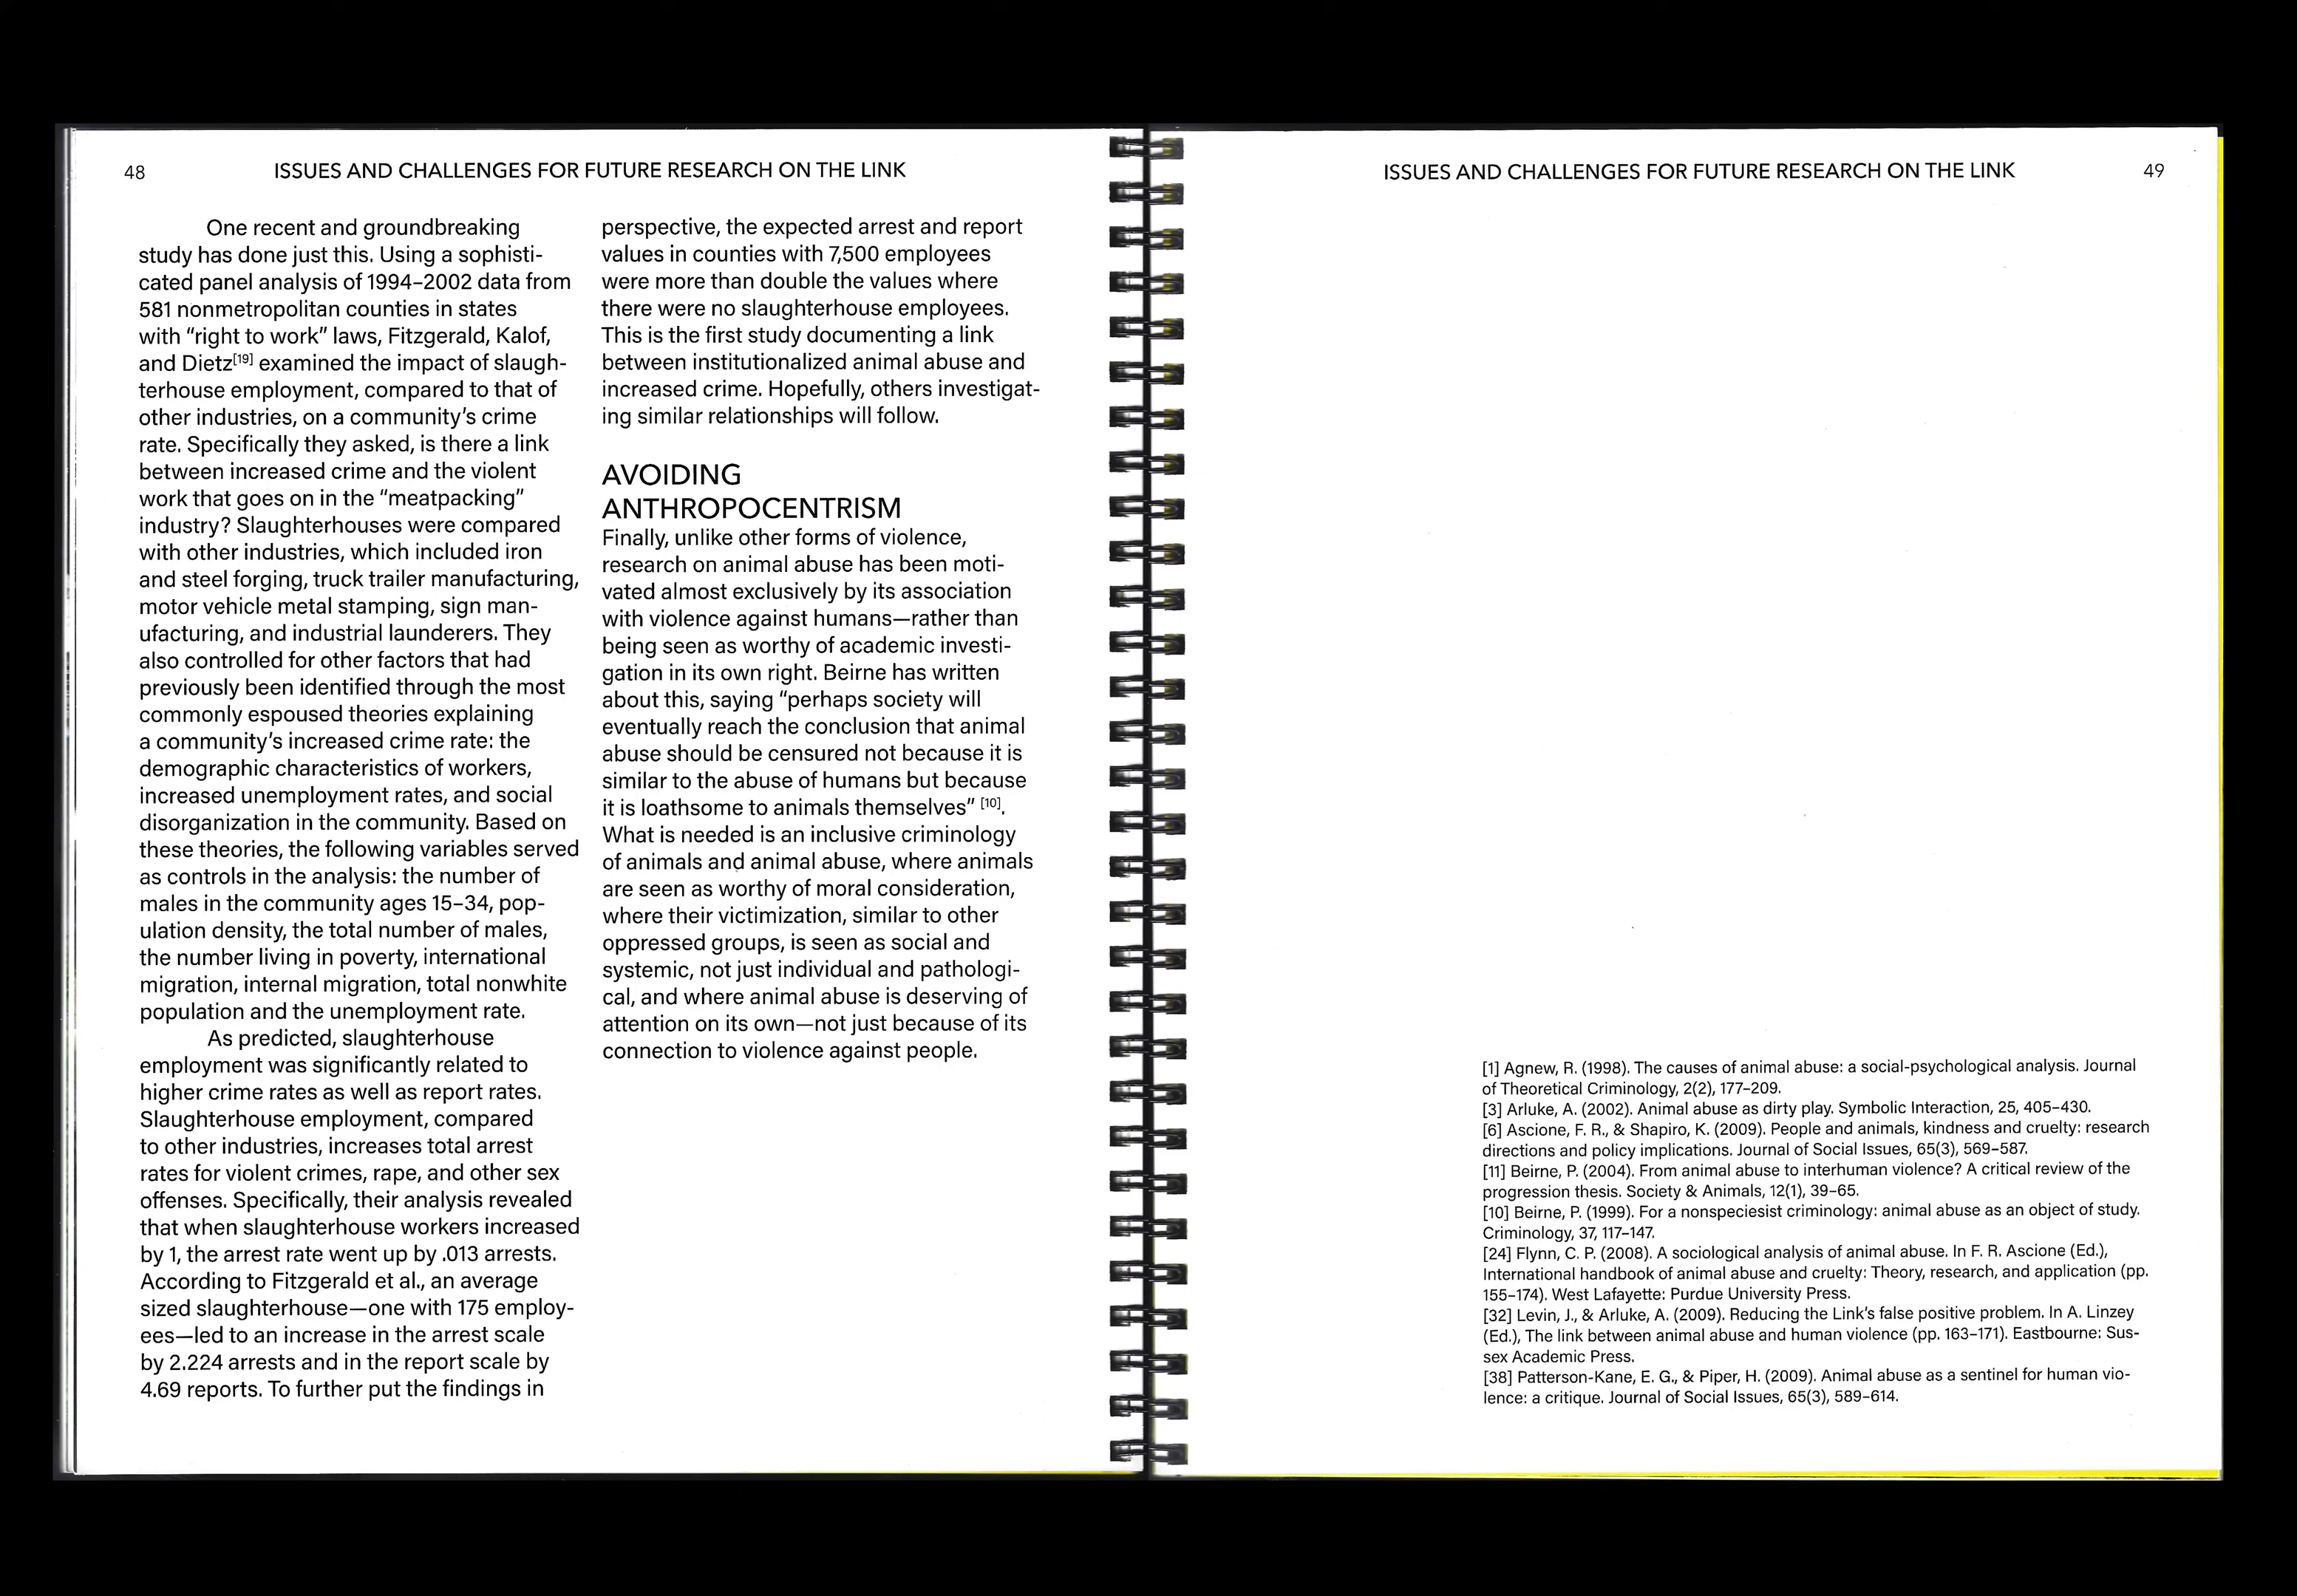 48
ISSUES AND CHALLENGES FOR FUTURE RESEARCH ON THE LINK
One recent and groundbreaking
study has done just this. Using a sophisti-
cated panel analysis of 1994–2002 data from
581 nonmetropolitan counties in states
with “right to work” laws, Fitzgerald, Kalof,
and Dietz[19] examined the impact of slaugh-
terhouse employment, compared to that of
other industries, on a community’s crime
rate. Specifically they asked, is there a link
between increased crime and the violent
work that goes on in the “meatpacking”
industry? Slaughterhouses were compared
with other industries, which included iron
and steel forging, truck trailer manufacturing,
motor vehicle metal stamping, sign man-
ufacturing, and industrial launderers. They
also controlled for other factors that had
previously been identified through the most
commonly espoused theories explaining
a community’s increased crime rate: the
demographic characteristics of workers,
increased unemployment rates, and social
disorganization in the community. Based on
these theories, the following variables served
as controls in the analysis: the number of
males in the community ages 15–34, pop-
ulation density, the total number of males,
the number living in poverty, international
migration, internal migration, total nonwhite
population and the unemployment rate.
As predicted, slaughterhouse
employment was significantly related to
higher crime rates as well as report rates.
Slaughterhouse employment, compared
to other industries, increases total arrest
rates for violent crimes, rape, and other sex
offenses. Specifically, their analysis revealed
that when slaughterhouse workers increased
by 1, the arrest rate went up by .013 arrests.
According to Fitzgerald et al., an average
sized slaughterhouse—one with 175 employ-
ees—led to an increase in the arrest scale
by 2.224 arrests and in the report scale by
4.69 reports. To further put the findings in
perspective, the expected arrest and report
values in counties with 7,500 employees
were more than double the values where
there were no slaughterhouse employees.
This is the first study documenting a link
between institutionalized animal abuse and
increased crime. Hopefully, others investigat-
ing similar relationships will follow.
AVOIDING
ANTHROPOCENTRISM
Finally, unlike other forms of violence,
research on animal abuse has been moti-
vated almost exclusively by its association
with violence against humans—rather than
being seen as worthy of academic investi-
gation in its own right. Beirne has written
about this, saying “perhaps society will
eventually reach the conclusion that animal
abuse should be censured not because it is
similar to the abuse of humans but because
it is loathsome to animals themselves” [10].
What is needed is an inclusive criminology
of animals and animal abuse, where animals
are seen as worthy of moral consideration,
where their victimization, similar to other
oppressed groups, is seen as social and
systemic, not just individual and pathologi-
cal, and where animal abuse is deserving of
attention on its own—not just because of its
connection to violence against people.
ISSUES AND CHALLENGES FOR FUTURE RESEARCH ON THE LINK
49
[1] Agnew, R. (1998). The causes of animal abuse: a social-psychological analysis. Journal
of Theoretical Criminology, 2(2), 177–209.
[3] Arluke, A. (2002). Animal abuse as dirty play. Symbolic Interaction, 25, 405–430.
[6] Ascione, F. R., & Shapiro, K. (2009). People and animals, kindness and cruelty: research
directions and policy implications. Journal of Social Issues, 65(3), 569–587.
[11] Beirne, P. (2004). From animal abuse to interhuman violence? A critical review of the
progression thesis. Society & Animals, 12(1), 39–65.
[10] Beirne, P. (1999). For a nonspeciesist criminology: animal abuse as an object of study.
Criminology, 37, 117–147.
[24] Flynn, C. P. (2008). A sociological analysis of animal abuse. In F. R. Ascione (Ed.),
International handbook of animal abuse and cruelty: Theory, research, and application (pp.
155–174). West Lafayette: Purdue University Press.
[32] Levin, J., & Arluke, A. (2009). Reducing the Link’s false positive problem. In A. Linzey
(Ed.), The link between animal abuse and human violence (pp. 163–171). Eastbourne: Sus-
sex Academic Press.
[38] Patterson-Kane, E. G., & Piper, H. (2009). Animal abuse as a sentinel for human vio-
lence: a critique. Journal of Social Issues, 65(3), 589–614.